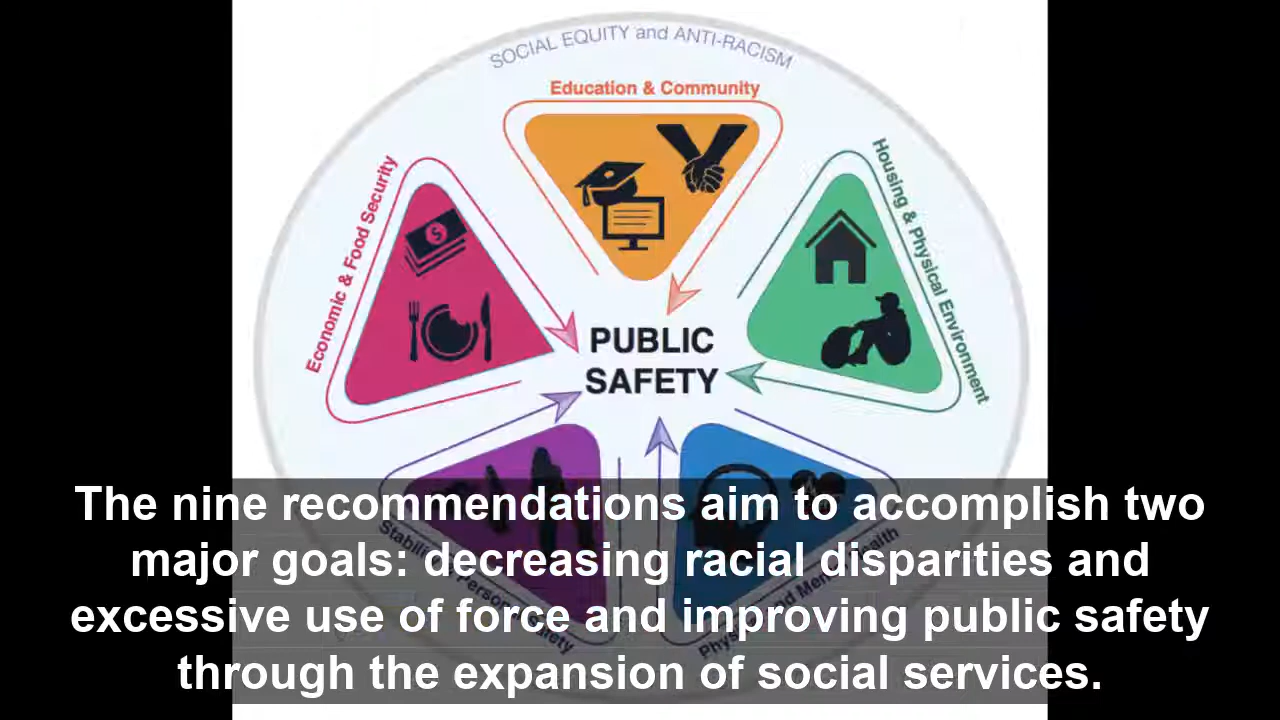 SOCIAL EQUITY and ANTI-RACISM
Education & Community
Economic & Food Security
Housing & Physical Environment
$
PUBLIC
SAFETY
The nine recommendations aim to accomplish two
major goals: decreasing racial disparities and
excessive use of force and improving public safety
through the expansion of social services.